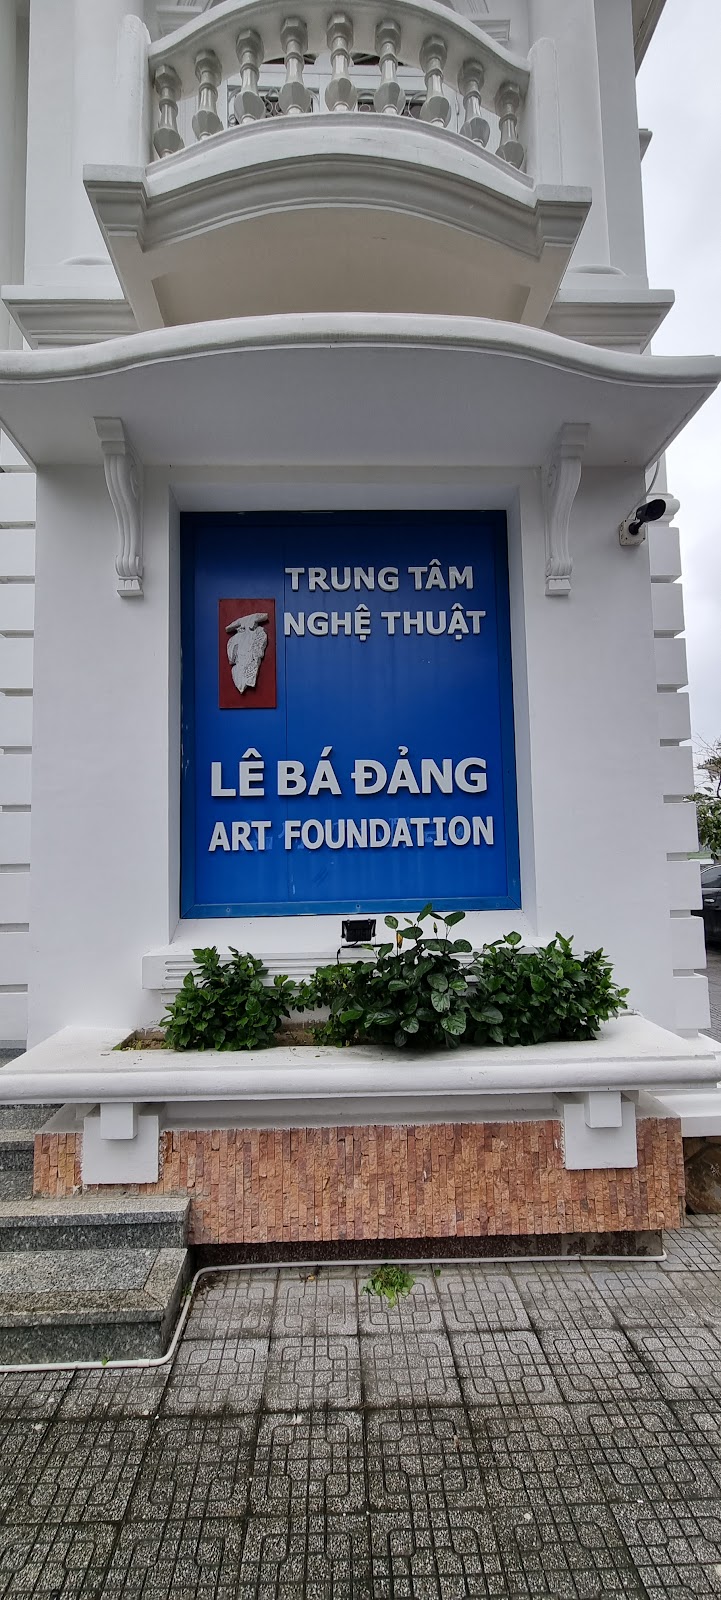 TRUNG TÂM
NGHỆ THUẬT
LÊ BÁ ĐẢNG
ART FOUNDATION